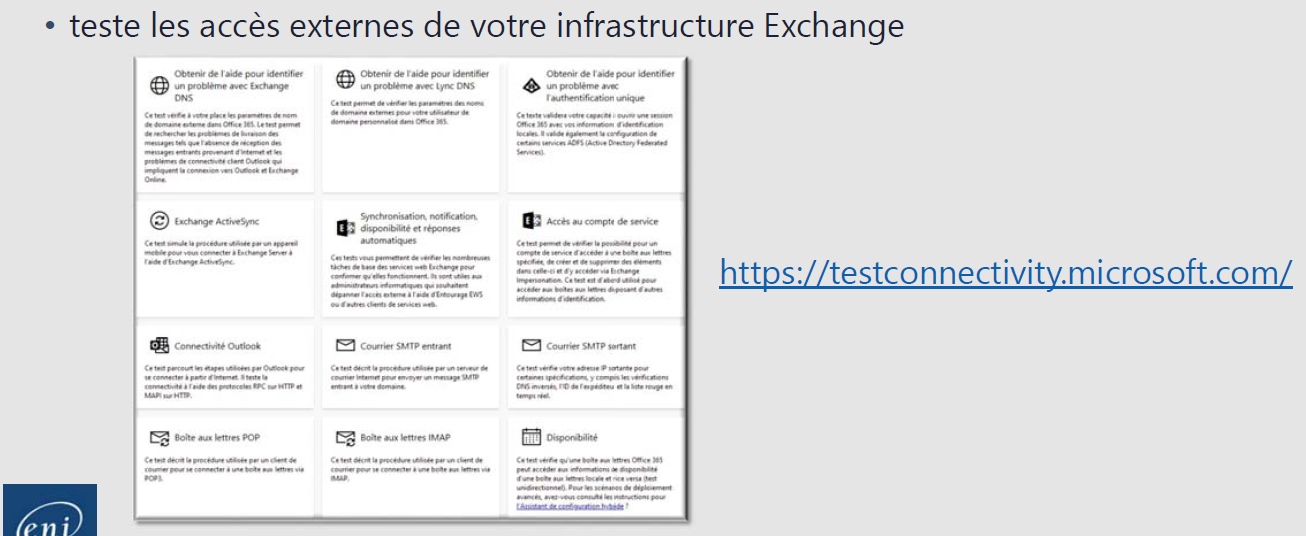 • teste les accès externes de votre infrastructure Exchange
Obtenir de l'aide pour identifier
un problème avec Exchange
DNS
Ce test vérifie à votre place les paramètres de nom
de domaine externe dans Office 365. Le test permet
de rechercher les problèmes de livraison des
messages tels que l'absence de réception des
messages entrants provenant d'Internet et les
problèmes de connectivité client Outlook qui
impliquent la connexion vers Outlook et Exchange
Online.
Obtenir de l'aide pour identifier
un problème avec Lync DNS
Ce test permet de vérifier les paramètres des noms
de domaine externes pour votre utilisateur de
domaine personnalisé dans Office 365.
Obtenir de l'aide pour identifier
un problème avec
l'authentification unique
Ce texte validera votre capacité à ouvrir une session
Office 365 avec vos information d'identification
locales. Il valide également la configuration de
certains services ADFS (Active Directory Federated
Services).
Exchange ActiveSync
Ce test simule la procédure utilisée par un appareil
mobile pour vous connecter à Exchange Server à
l'aide d'Exchange ActiveSync.
Synchronisation, notification,
disponibilité et réponses
automatiques
Ces tests vous permettent de vérifier les nombreuses
tâches de base des services web Exchange pour
confirmer qu'elles fonctionnent. Ils sont utiles aux
administrateurs informatiques qui souhaitent
dépanner l'accès externe à l'aide d'Entourage EWS
ou d'autres clients de services web.
Accès au compte de service
Ce test permet de vérifier la possibilité pour un
compte de service d'accéder à une boîte aux lettres
spécifiée, de créer et de supprimer des éléments
dans celle-ci et d'y accéder via Exchange
Impersonation. Ce test est d'abord utilisé pour
accéder aux boîtes aux lettres disposant d'autres
informations d'identification.
https://testconnectivity.microsoft.com/
Connectivité Outlook
Ce test parcourt les étapes utilisées par Outlook pour
se connecter à partir d'Internet. Il teste la
connectivité à l'aide des protocoles RPC sur HTTP et
MAPI sur HTTP.
Courrier SMTP entrant
Ce test décrit la procédure utilisée par un serveur de
courrier Internet pour envoyer un message SMTP
entrant à votre domaine.
Courrier SMTP sortant
Ce test vérifie votre adresse IP sortante pour
certaines spécifications, y compris les vérifications
DNS inversés, l'ID de l'expéditeur et la liste rouge en
temps réel.
Boîte aux lettres POP
Ce test décrit la procédure utilisée par un client de
courrier pour se connecter à une boîte aux lettres via
POP3.
Boîte aux lettres IMAP
Ce test décrit la procédure utilisée par un client de
courrier pour se connecter à une boîte aux lettres via
IMAP.
Disponibilité
Ce test vérifie qu'une boîte aux lettres Office 365
peut accéder aux informations de disponibilité
d'une boîte aux lettres locale et vice versa (test
unidirectionnel). Pour les scénarios de déploiement
avancés, avez-vous consulté les instructions pour
l'Assistant de configuration hybride ?
eni